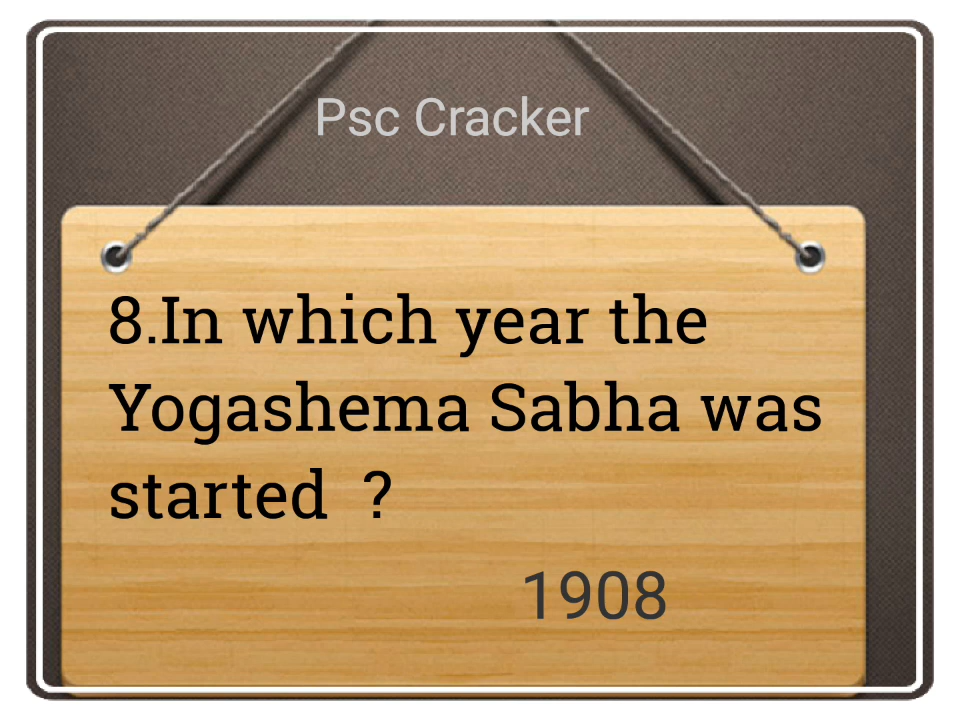 Psc Cracker
8.In which year the
Yogashema Sabha was
started ?
1908